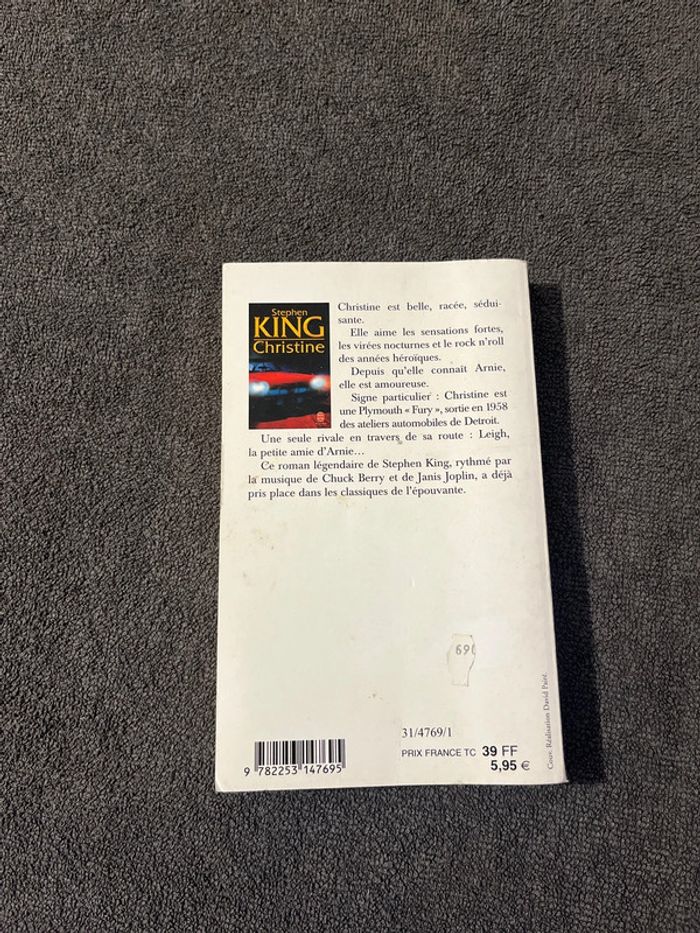 Stephen
KING
Christine
Christine est belle, racée, sédui-
sante.
Elle aime les sensations fortes,
les virées nocturnes et le rock n'roll
des années héroïques.
Depuis qu'elle connaît Arnie,
elle est amoureuse.
Signe particulier : Christine est
une Plymouth « Fury », sortie en 1958
des ateliers automobiles de Detroit.
Une seule rivale en travers de sa route : Leigh,
la petite amie d'Arnie…
Ce roman légendaire de Stephen King, rythmé par
la musique de Chuck Berry et de Janis Joplin, a déjà
pris place dans les classiques de l'épouvante.
31/4769/1
PRIX FRANCE TC 39 FF
5,95 €
9 782253 147695
Couv. Réalisation David Paire.